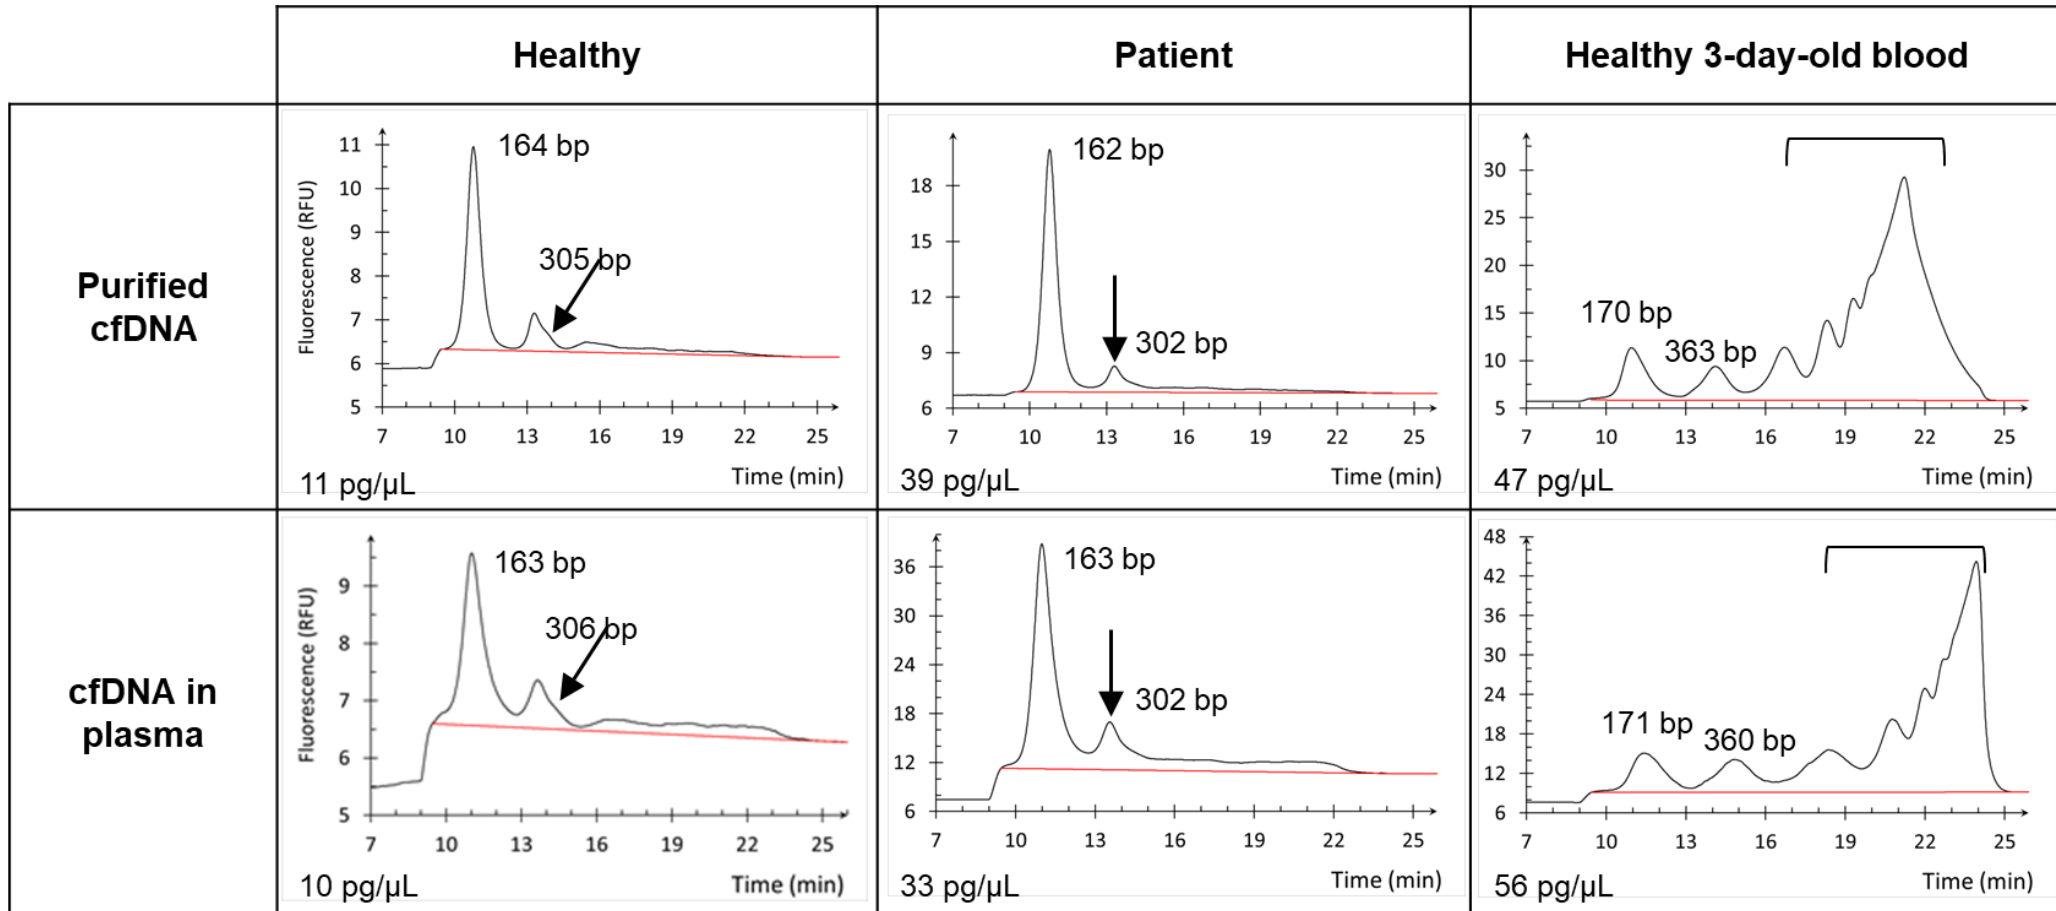 Healthy
Patient
Healthy 3-day-old blood
Purified
cfDNA
Fluorescence (RFU)
11
10
9
8
7
6
5
164 bp
305 bp
7 10 13 16 19 22 25
Time (min)
11 pg/µL
18
15
12
9
6
162 bp
302 bp
7 10 13 16 19 22 25
Time (min)
39 pg/µL
30
25
20
15
10
5
170 bp
363 bp
7 10 13 16 19 22 25
Time (min)
47 pg/µL
cfDNA in
plasma
Fluorescence (RFU)
9
8
7
6
5
163 bp
306 bp
7 10 13 16 19 22 25
Time (min)
10 pg/µL
36
30
24
18
12
6
163 bp
302 bp
7 10 13 16 19 22 25
Time (min)
33 pg/µL
48
42
36
30
24
18
12
6
171 bp
360 bp
7 10 13 16 19 22 25
Time (min)
56 pg/µL